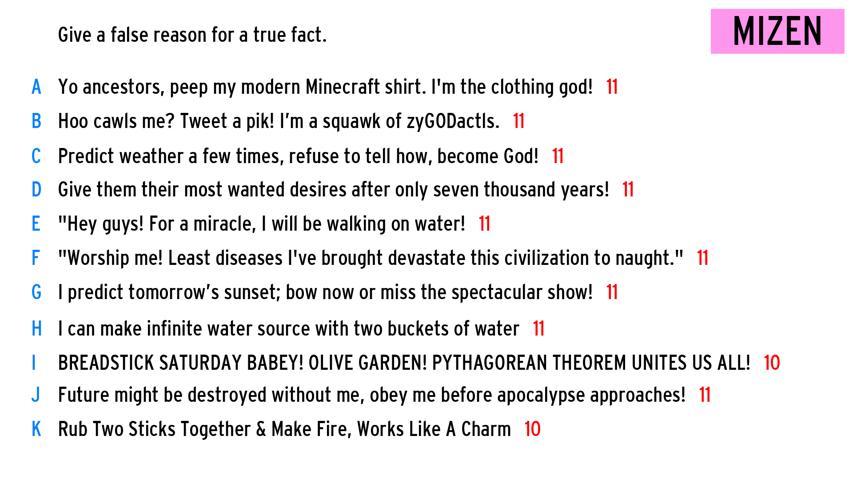 Give a false reason for a true fact.
MIZEN
A Yo ancestors, peep my modern Minecraft shirt. I'm the clothing god! 11
B Hoo cawls me? Tweet a pik! I'm a squawk of zyGODactls. 11
C Predict weather a few times, refuse to tell how, become God! 11
D Give them their most wanted desires after only seven thousand years! 11
E "Hey guys! For a miracle, I will be walking on water! 11
F "Worship me! Least diseases I've brought devastate this civilization to naught." 11
G I predict tomorrow's sunset; bow now or miss the spectacular show! 11
H I can make infinite water source with two buckets of water 11
I BREADSTICK SATURDAY BABEY! OLIVE GARDEN! PYTHAGOREAN THEOREM UNITES US ALL! 10
J Future might be destroyed without me, obey me before apocalypse approaches! 11
K Rub Two Sticks Together & Make Fire, Works Like A Charm 10